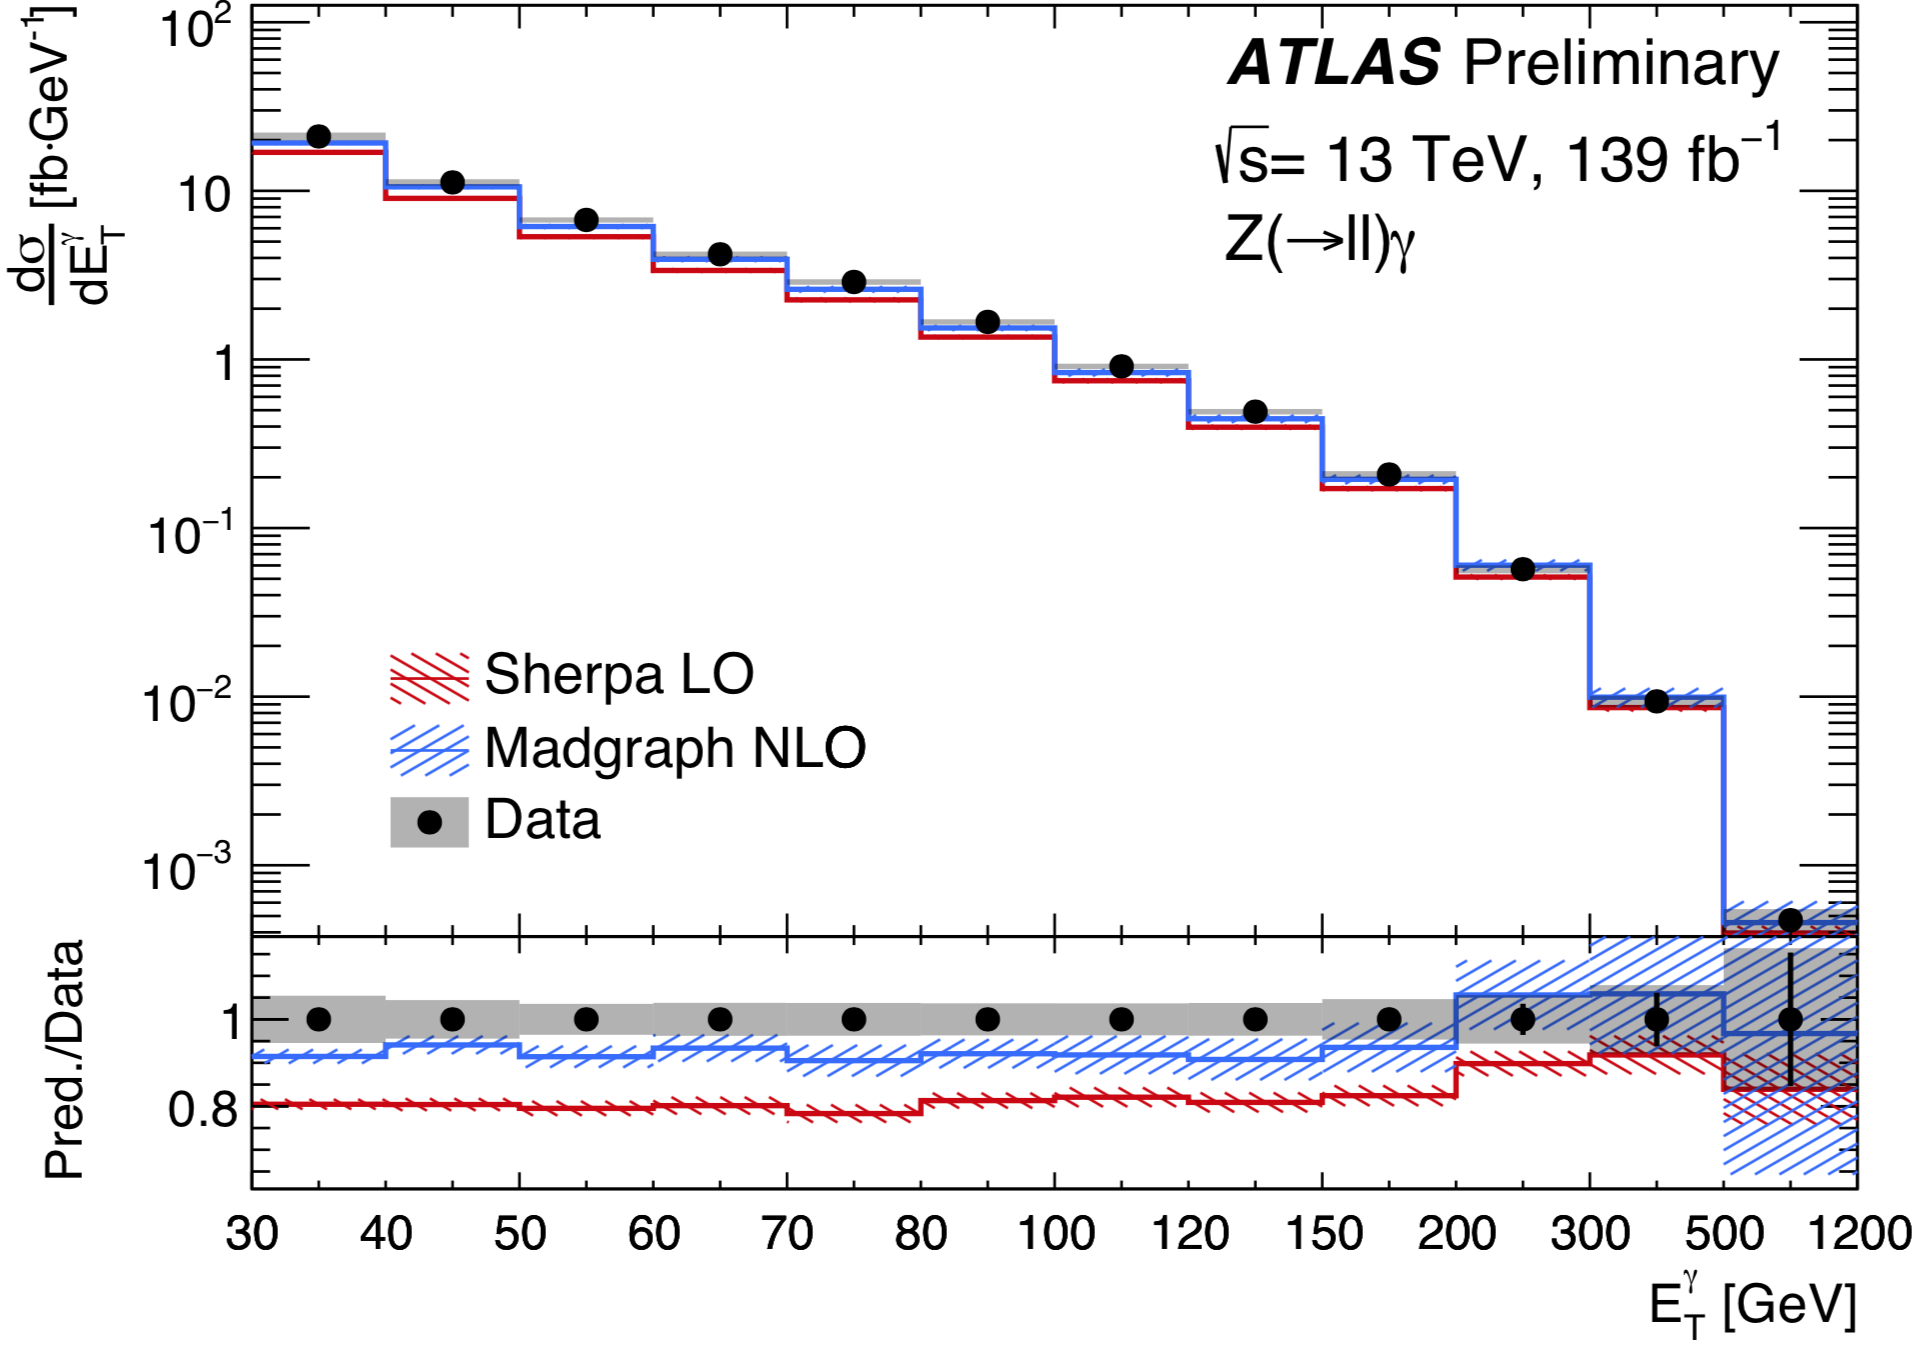 dσ/dE_T^γ [fb·GeV⁻¹]
10²
10
1
10⁻¹
10⁻²
10⁻³
ATLAS Preliminary
√s= 13 TeV, 139 fb⁻¹
Z(→ll)γ
Sherpa LO
Madgraph NLO
Data
Pred./Data
1
0.8
30 40 50 60 70 80 100 120 150 200 300 500 1200
E_T^γ [GeV]